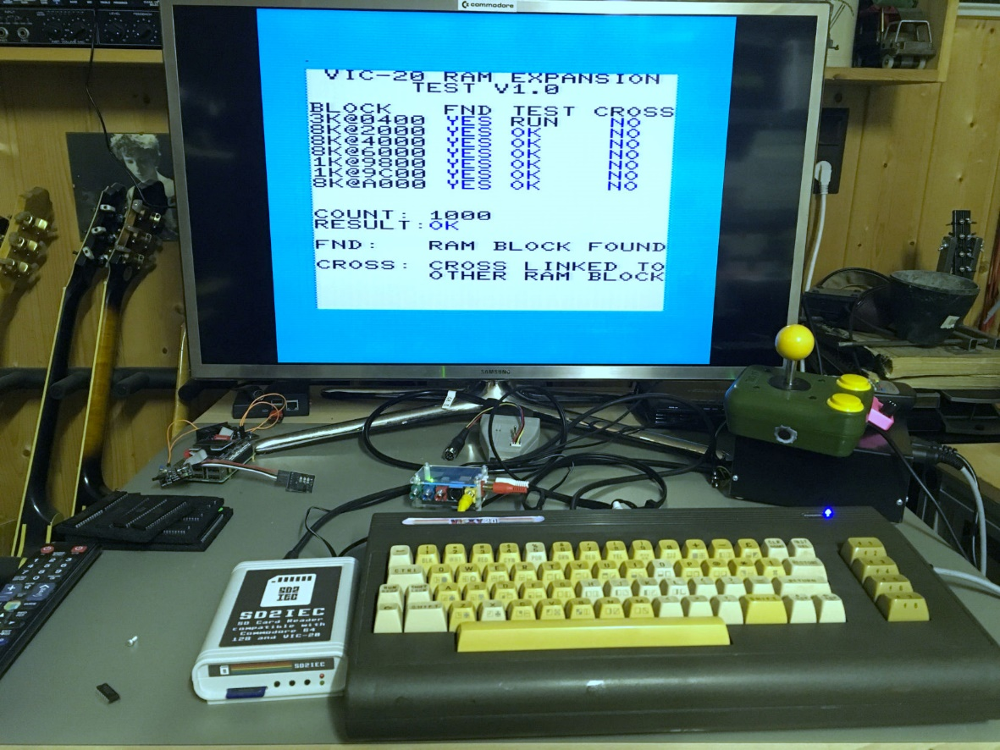 commodore
VIC-20 RAM EXPANSION
TEST V1.0
BLOCK FND TEST CROSS
3K@0400 YES RUN NO
8K@2000 YES OK NO
8K@4000 YES OK NO
8K@6000 YES OK NO
1K@9800 YES OK NO
1K@9C00 YES OK NO
8K@A000 YES OK NO
COUNT: 1000
RESULT:OK
FND: RAM BLOCK FOUND
CROSS: CROSS LINKED TO
OTHER RAM BLOCK
SAMSUNG
SD2
IEC
SD2IEC
SD Card Reader
compatible with
Commodore 64
128 and VIC-20
SD2IEC
CTRL
SHIFT